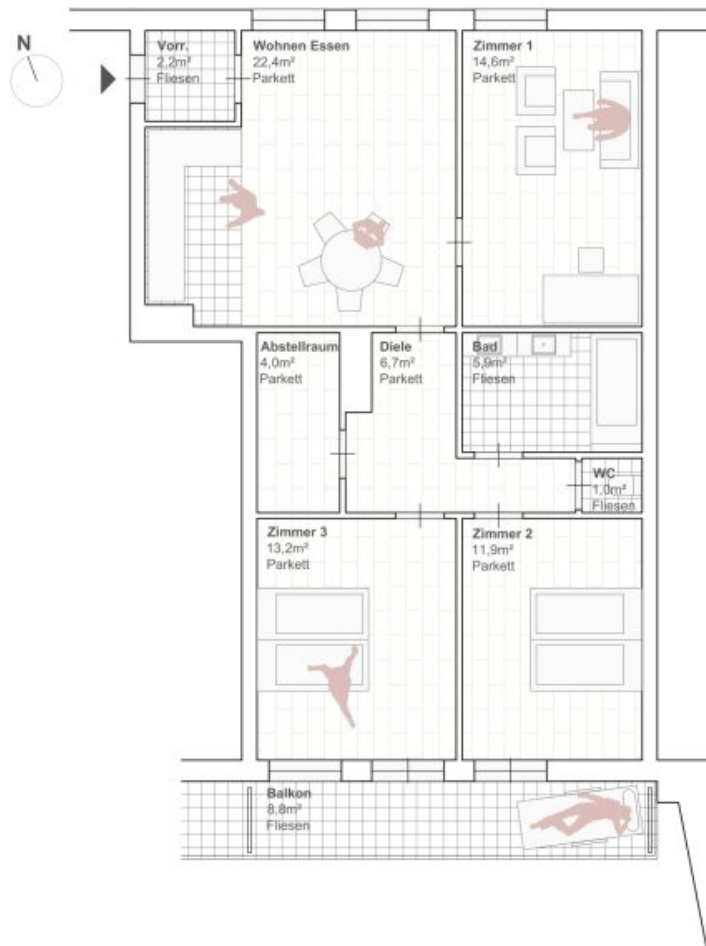 N
Vorr.
2,2m²
Fliesen
Wohnen Essen
22,4m²
Parkett
Zimmer 1
14,6m²
Parkett
Abstellraum
4,0m²
Parkett
Diele
6,7m²
Parkett
Bad
5,9m²
Fliesen
WC
1,0m²
Fliesen
Zimmer 3
13,2m²
Parkett
Zimmer 2
11,9m²
Parkett
Balkon
8,8m²
Fliesen